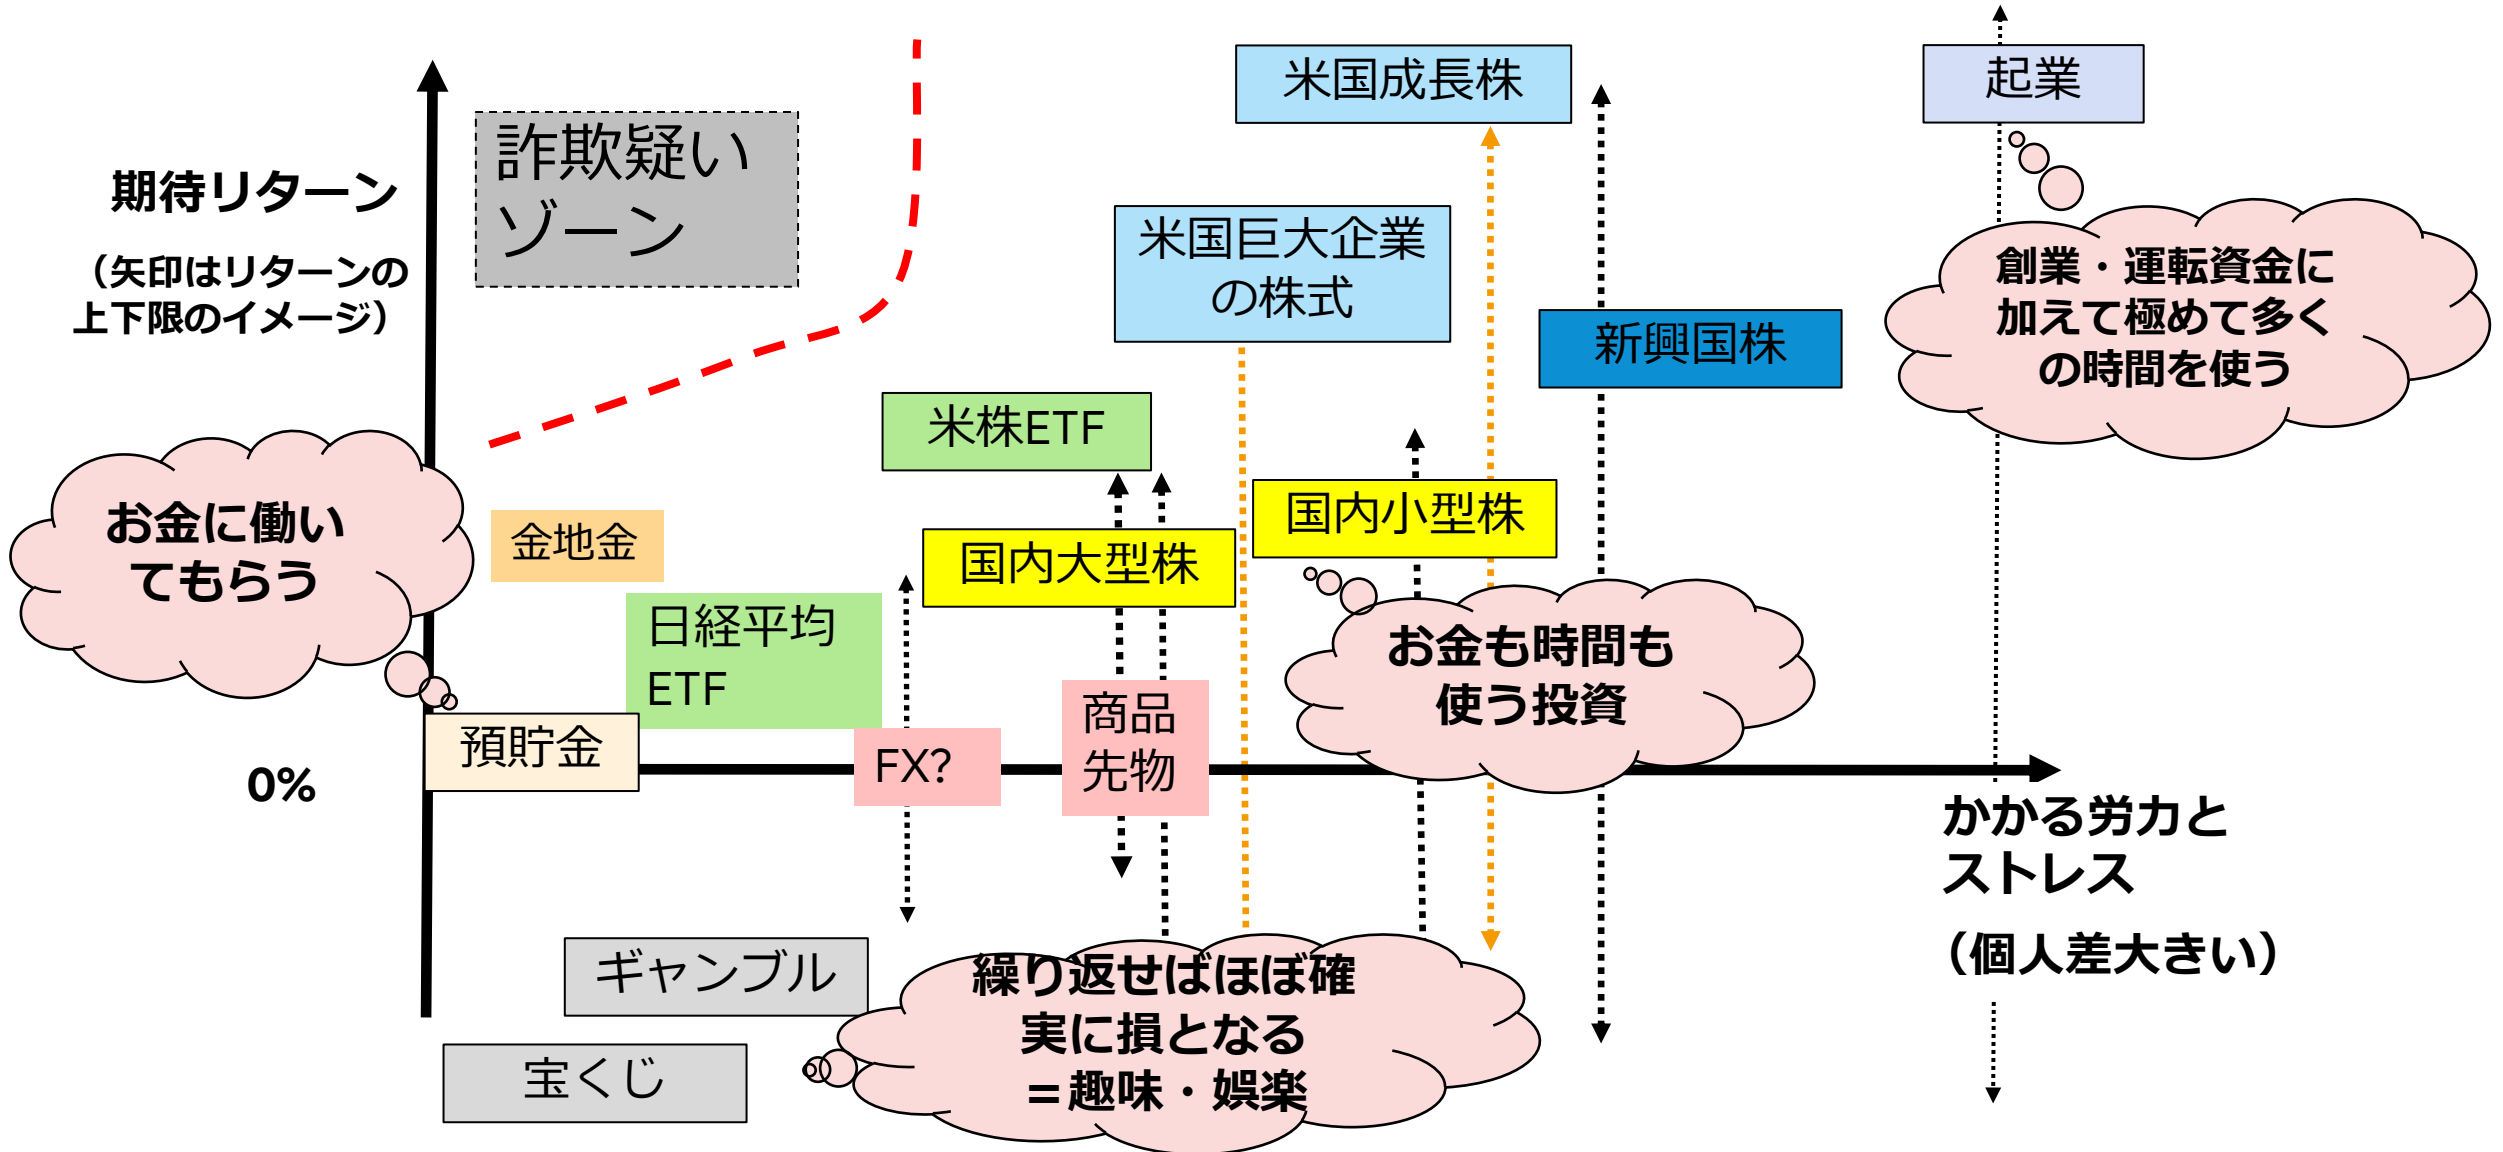 期待リターン
（矢印はリターンの
上下限のイメージ）
詐欺疑い
ゾーン
米国成長株
起業
米国巨大企業
の株式
創業・運転資金に
加えて極めて多く
の時間を使う
新興国株
米株ETF
お金に働い
てもらう
金地金
国内大型株
国内小型株
日経平均
ETF
お金も時間も
使う投資
商品
先物
預貯金
FX?
0%
かかる労力と
ストレス
（個人差大きい）
ギャンブル
宝くじ
繰り返せばほぼ確
実に損となる
＝趣味・娯楽